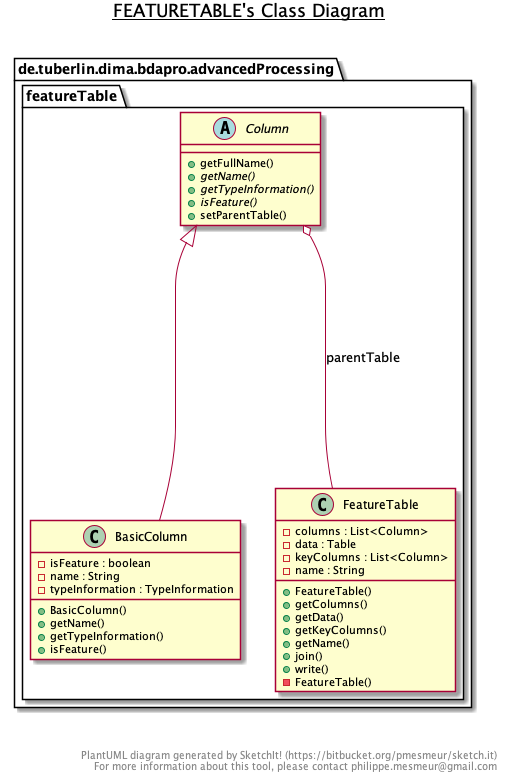 FEATURETABLE's Class Diagram
de.tuberlin.dima.bdapro.advancedProcessing
featureTable
A Column
getFullName()
getName()
getTypeInformation()
isFeature()
setParentTable()
parentTable
C BasicColumn
isFeature : boolean
name : String
typeInformation : TypeInformation
BasicColumn()
getName()
getTypeInformation()
isFeature()
C FeatureTable
columns : List<Column>
data : Table
keyColumns : List<Column>
name : String
FeatureTable()
getColumns()
getData()
getKeyColumns()
getName()
join()
write()
FeatureTable()
PlantUML diagram generated by SketchIt! (https://bitbucket.org/pmesmeur/sketch.it)
For more information about this tool, please contact philippe.mesmeur@gmail.com